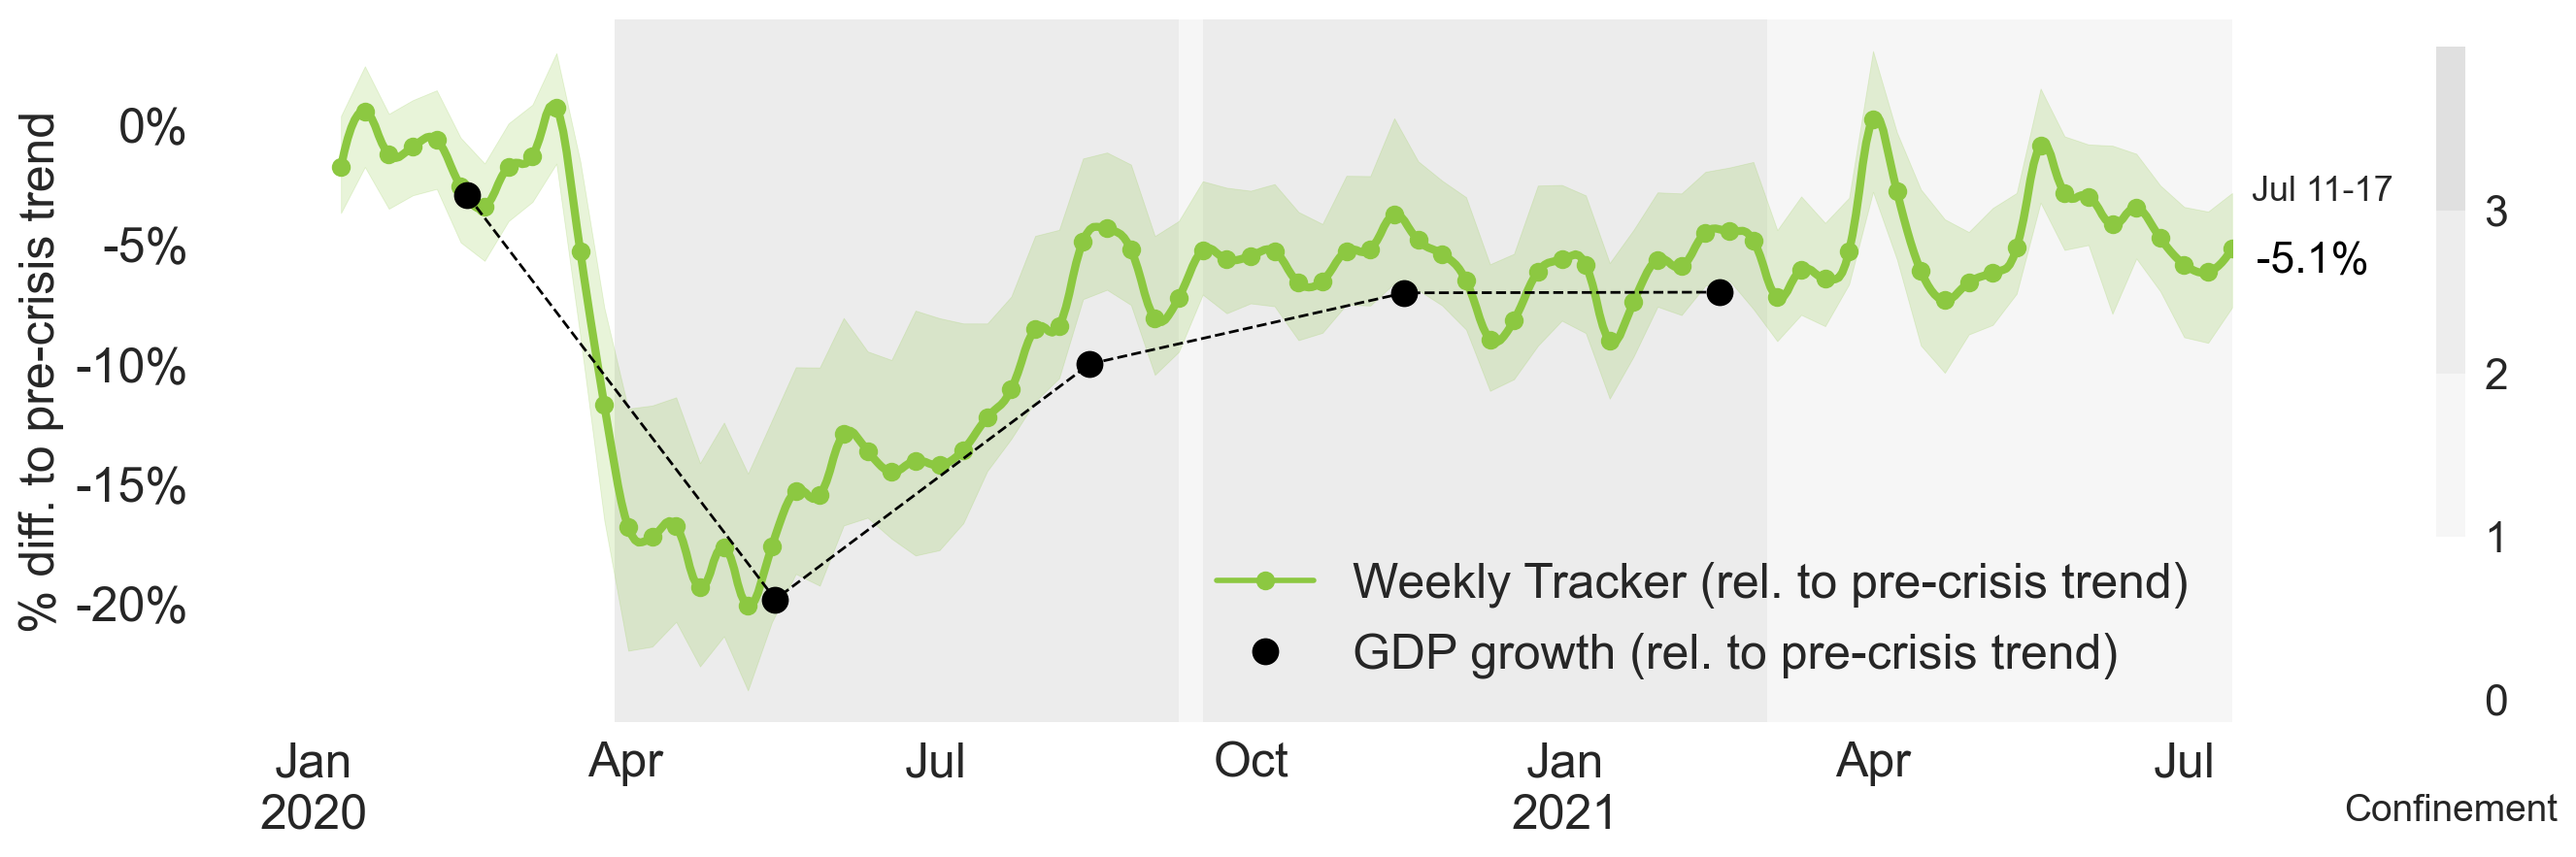 % diff. to pre-crisis trend
0%
-5%
-10%
-15%
-20%
Jul 11-17
-5.1%
Weekly Tracker (rel. to pre-crisis trend)
GDP growth (rel. to pre-crisis trend)
3
2
1
0
Confinement
Jan
2020
Apr
Jul
Oct
Jan
2021
Apr
Jul